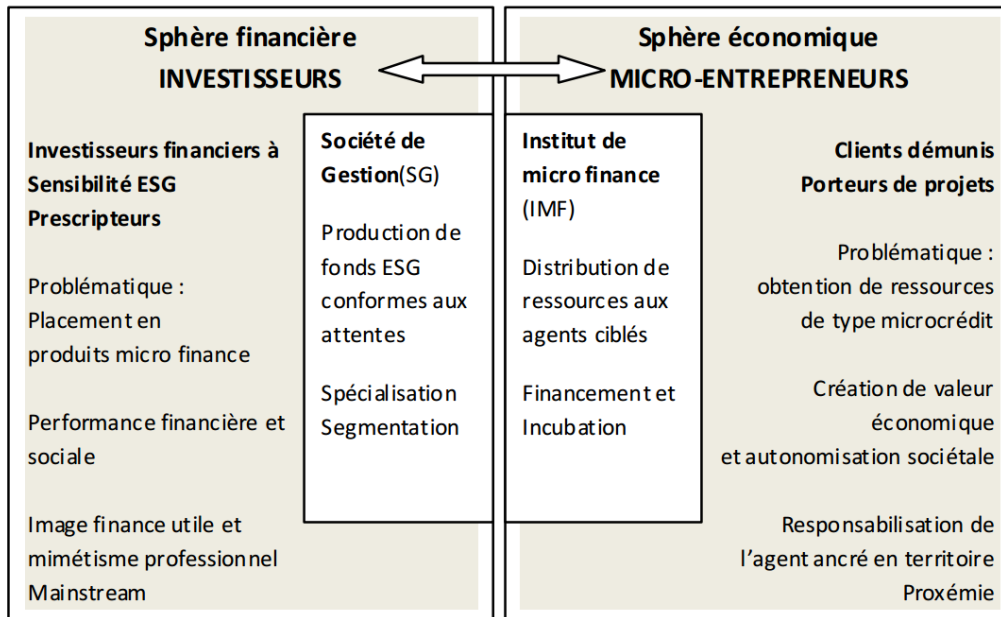 Sphère financière
INVESTISSEURS
Investisseurs financiers à
Sensibilité ESG
Prescripteurs
Problématique :
Placement en
produits micro finance
Performance financière et
sociale
Image finance utile et
mimétisme professionnel
Mainstream
Société de
Gestion(SG)
Production de
fonds ESG
conformes aux
attentes
Spécialisation
Segmentation
Sphère économique
MICRO-ENTREPRENEURS
Institut de
micro finance
(IMF)
Distribution de
ressources aux
agents ciblés
Financement et
Incubation
Clients démunis
Porteurs de projets
Problématique :
obtention de ressources
de type microcrédit
Création de valeur
économique
et autonomisation sociétale
Responsabilisation de
l'agent ancré en territoire
Proxémie